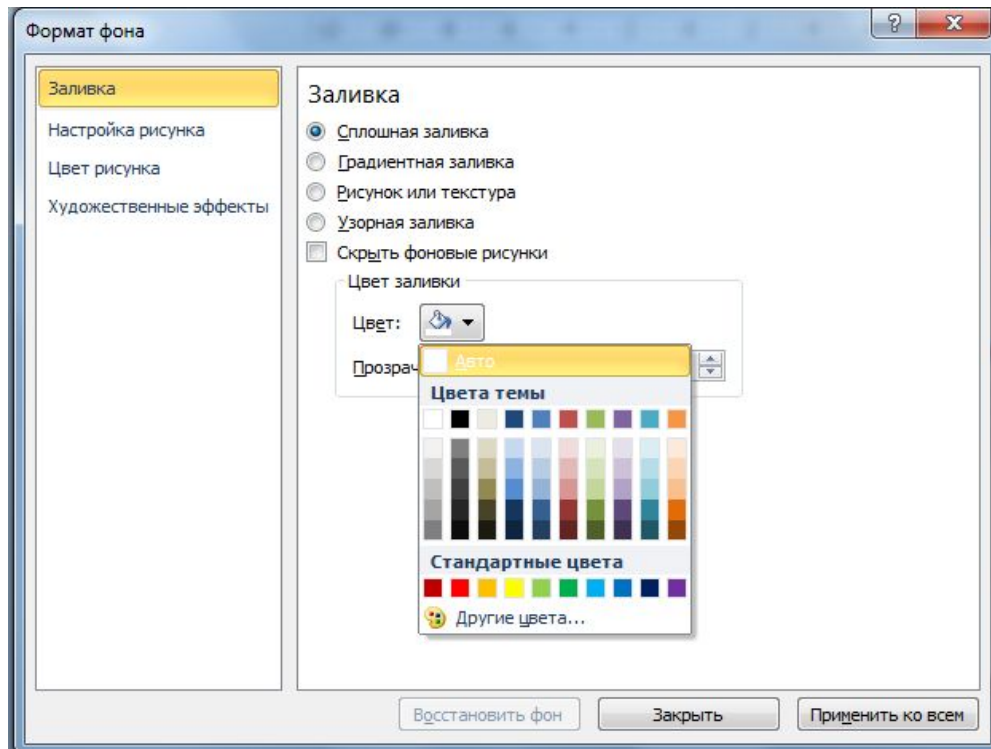 Формат фона
Заливка
Настройка рисунка
Цвет рисунка
Художественные эффекты
Заливка
Сплошная заливка
Градиентная заливка
Рисунок или текстура
Узорная заливка
Скрыть фоновые рисунки
Цвет заливки
Цвет:
Прозрач
Авто
Цвета темы
Стандартные цвета
Другие цвета...
Восстановить фон
Закрыть
Применить ко всем